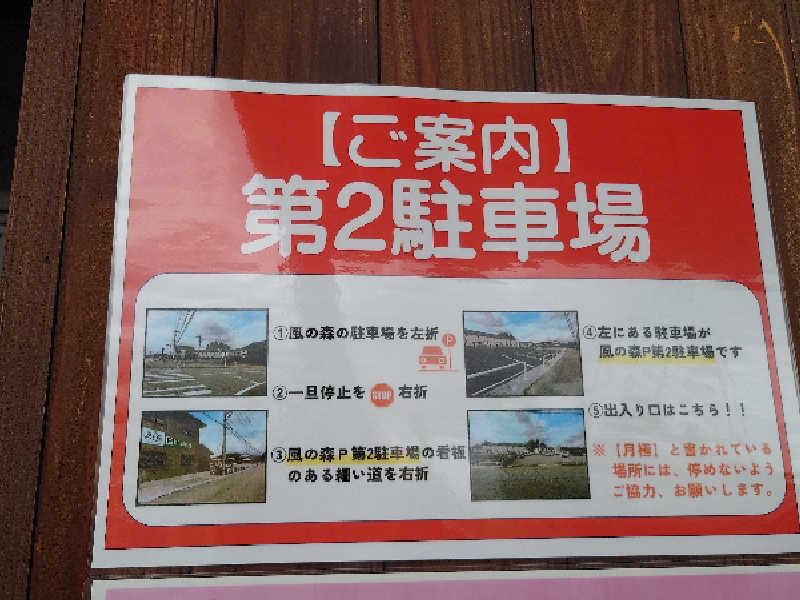 【ご案内】
第2駐車場
①風の森の駐車場を左折
P
②一旦停止を STOP 右折
③風の森P第2駐車場の看板
のある細い道を右折
④左にある駐車場が
風の森P第2駐車場です
⑤出入り口はこちら！！
※【月極】と書かれている
場所には、停めないよう
ご協力、お願いします。